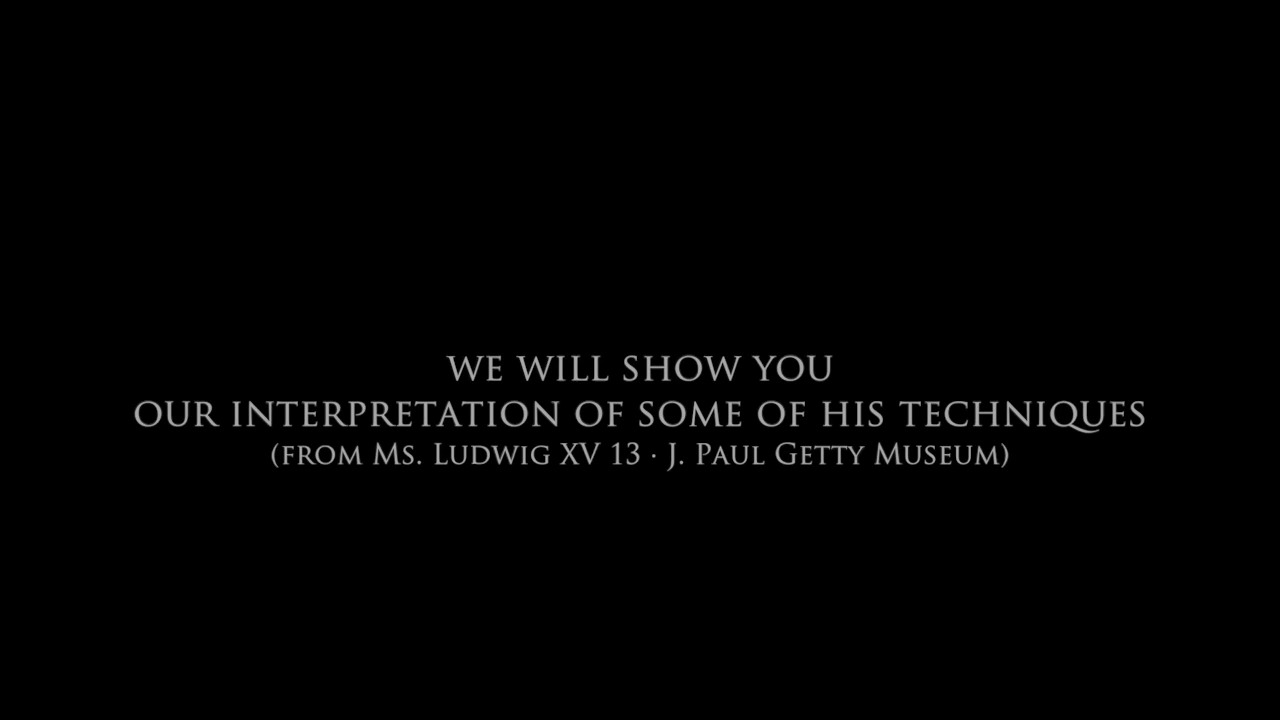 WE WILL SHOW YOU
OUR INTERPRETATION OF SOME OF HIS TECHNIQUES
(FROM MS. LUDWIG XV 13 · J. PAUL GETTY MUSEUM)